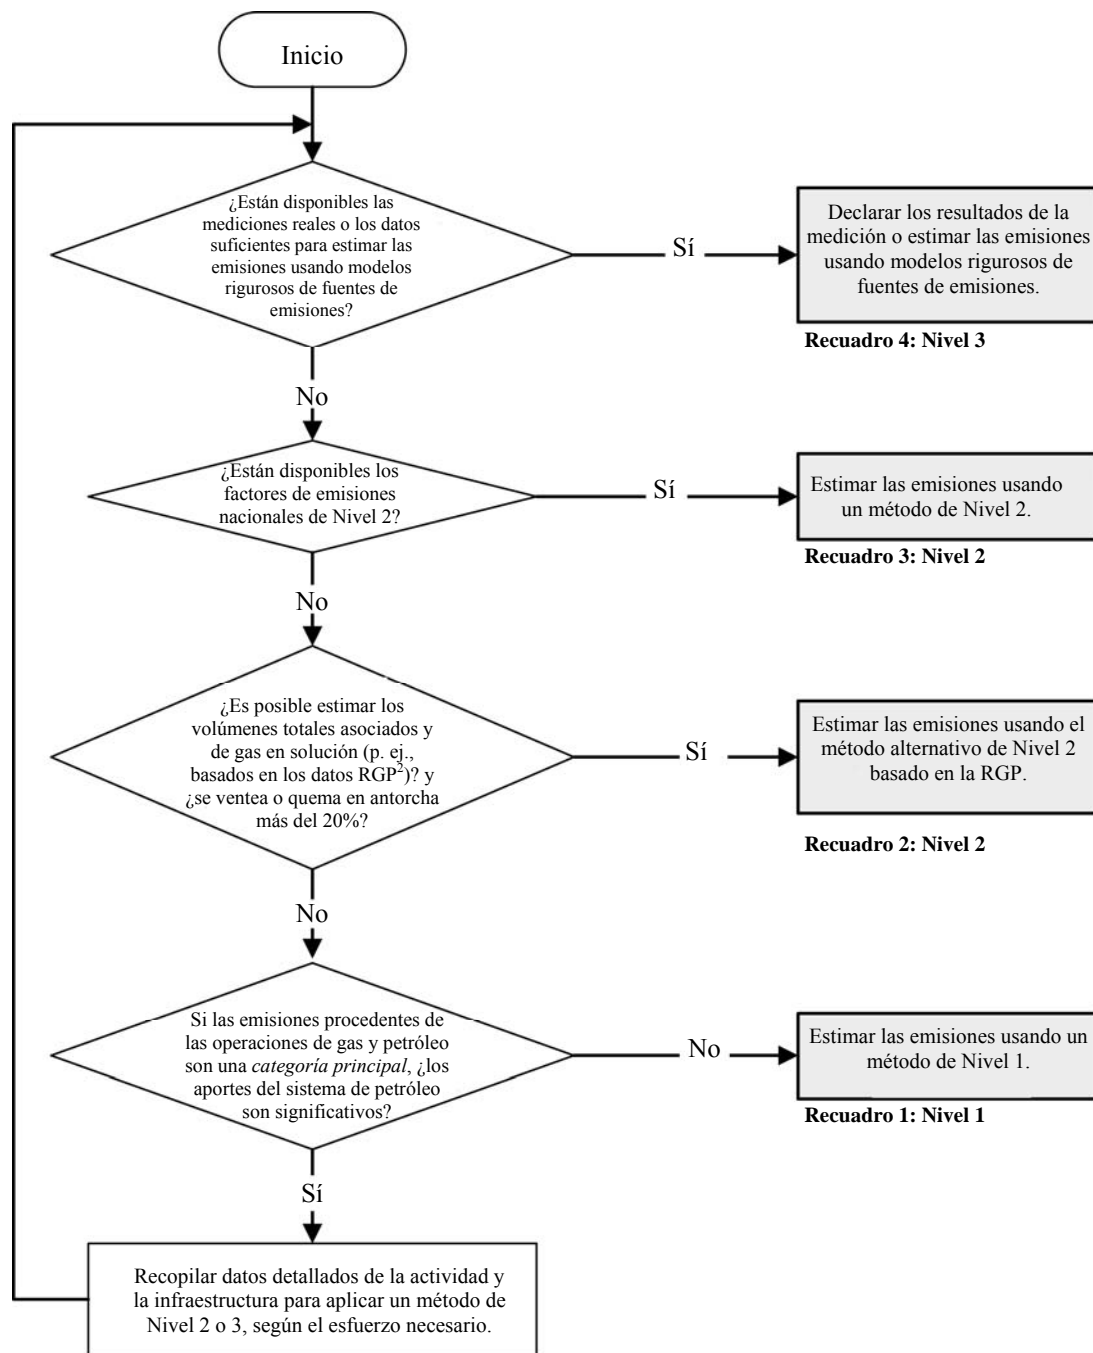 Inicio
¿Están disponibles las
mediciones reales o los datos
suficientes para estimar las
emisiones usando modelos
rigurosos de fuentes de
emisiones?
Sí
Declarar los resultados de la
medición o estimar las emisiones
usando modelos rigurosos de
fuentes de emisiones.
Recuadro 4: Nivel 3
No
¿Están disponibles los
factores de emisiones
nacionales de Nivel 2?
Sí
Estimar las emisiones usando
un método de Nivel 2.
Recuadro 3: Nivel 2
No
¿Es posible estimar los
volúmenes totales asociados y
de gas en solución (p. ej.,
basados en los datos RGP²)? y
¿se ventea o quema en antorcha
más del 20%?
Sí
Estimar las emisiones usando el
método alternativo de Nivel 2
basado en la RGP.
Recuadro 2: Nivel 2
No
Si las emisiones procedentes de
las operaciones de gas y petróleo
son una categoría principal, ¿los
aportes del sistema de petróleo
son significativos?
No
Estimar las emisiones usando un
método de Nivel 1.
Recuadro 1: Nivel 1
Sí
Recopilar datos detallados de la actividad y
la infraestructura para aplicar un método de
Nivel 2 o 3, según el esfuerzo necesario.